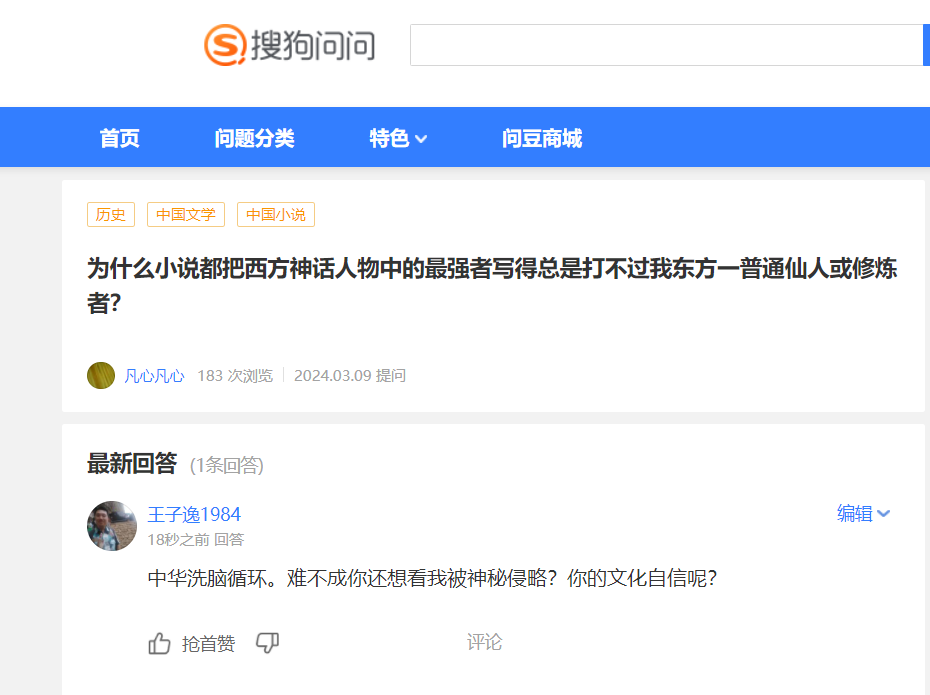 搜狗问问
首页 问题分类 特色 问豆商城
历史 中国文学 中国小说
为什么小说都把西方神话人物中的最强者写得总是打不过我东方一普通仙人或修炼
者?
凡心凡心 183 次浏览 2024.03.09 提问
最新回答 (1条回答)
王子逸1984 编辑
18秒之前 回答
中华洗脑循环。难不成你还想看我被神秘侵略？你的文化自信呢？
抢首赞 评论